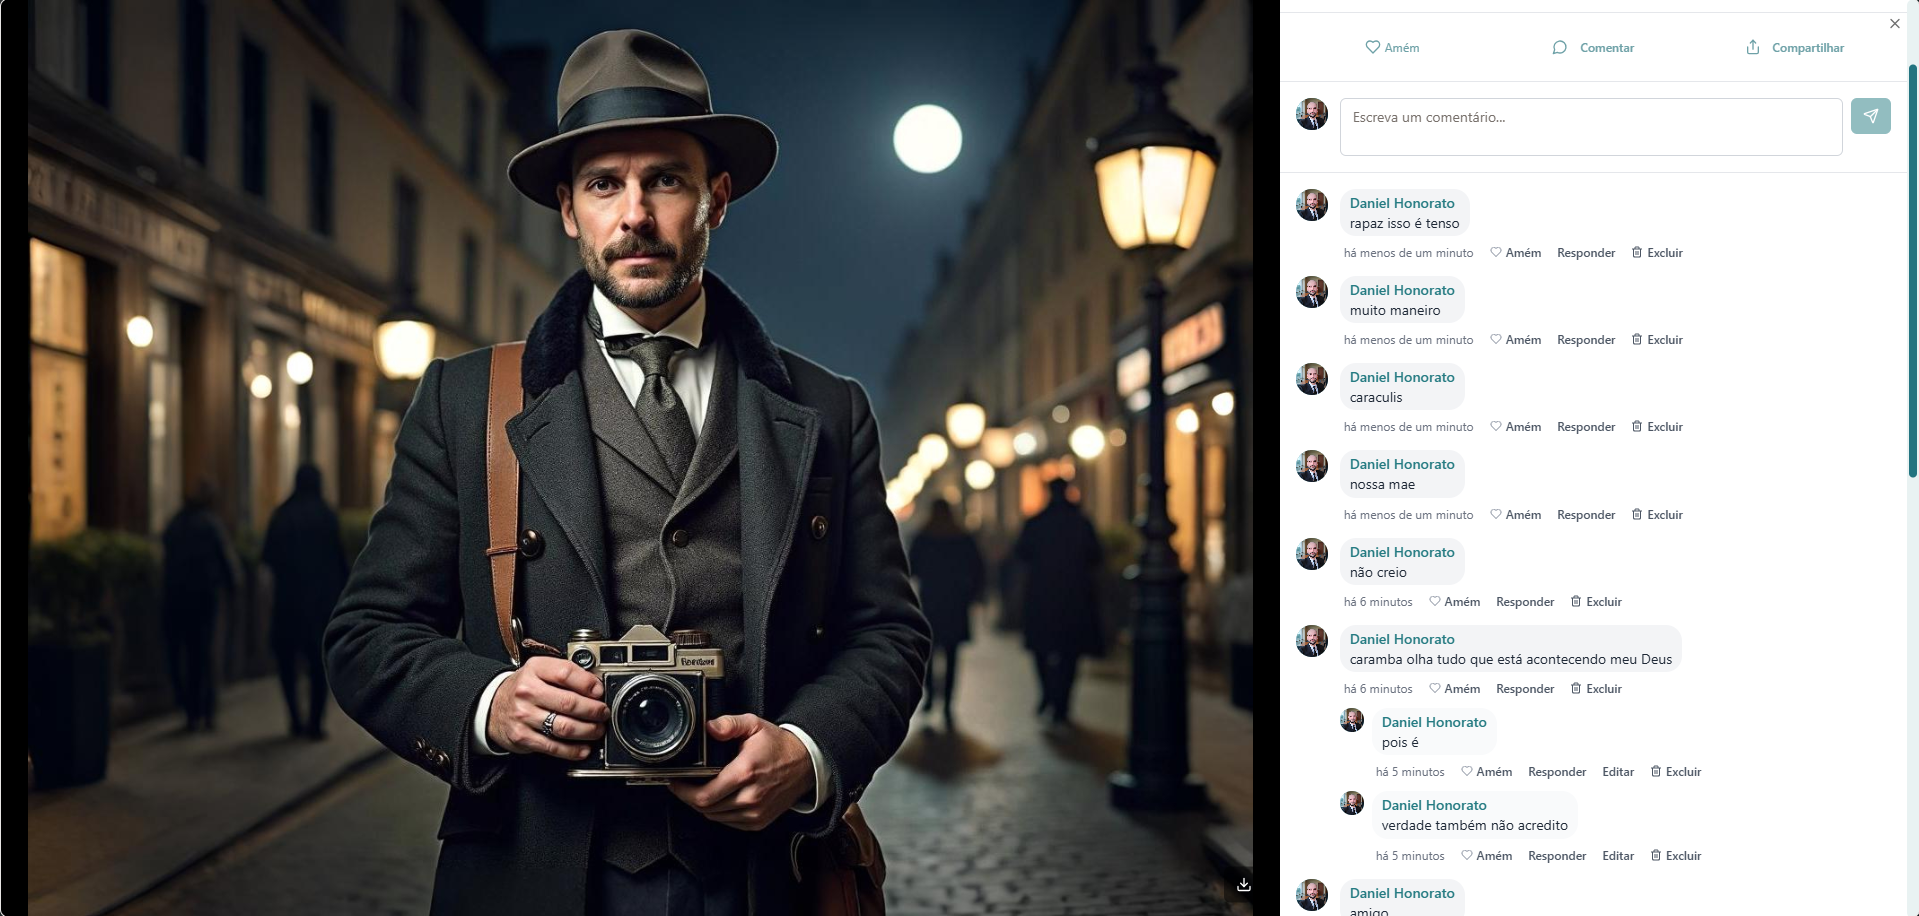 Amém Comentar Compartilhar
Escreva um comentário...
Daniel Honorato
rapaz isso é tenso
há menos de um minuto Amém Responder Excluir
Daniel Honorato
muito maneiro
há menos de um minuto Amém Responder Excluir
Daniel Honorato
caraculis
há menos de um minuto Amém Responder Excluir
Daniel Honorato
nossa mae
há menos de um minuto Amém Responder Excluir
Daniel Honorato
não creio
há 6 minutos Amém Responder Excluir
Daniel Honorato
caramba olha tudo que está acontecendo meu Deus
há 6 minutos Amém Responder Excluir
Daniel Honorato
pois é
há 5 minutos Amém Responder Editar Excluir
Daniel Honorato
verdade também não acredito
há 5 minutos Amém Responder Editar Excluir
Daniel Honorato
amigo